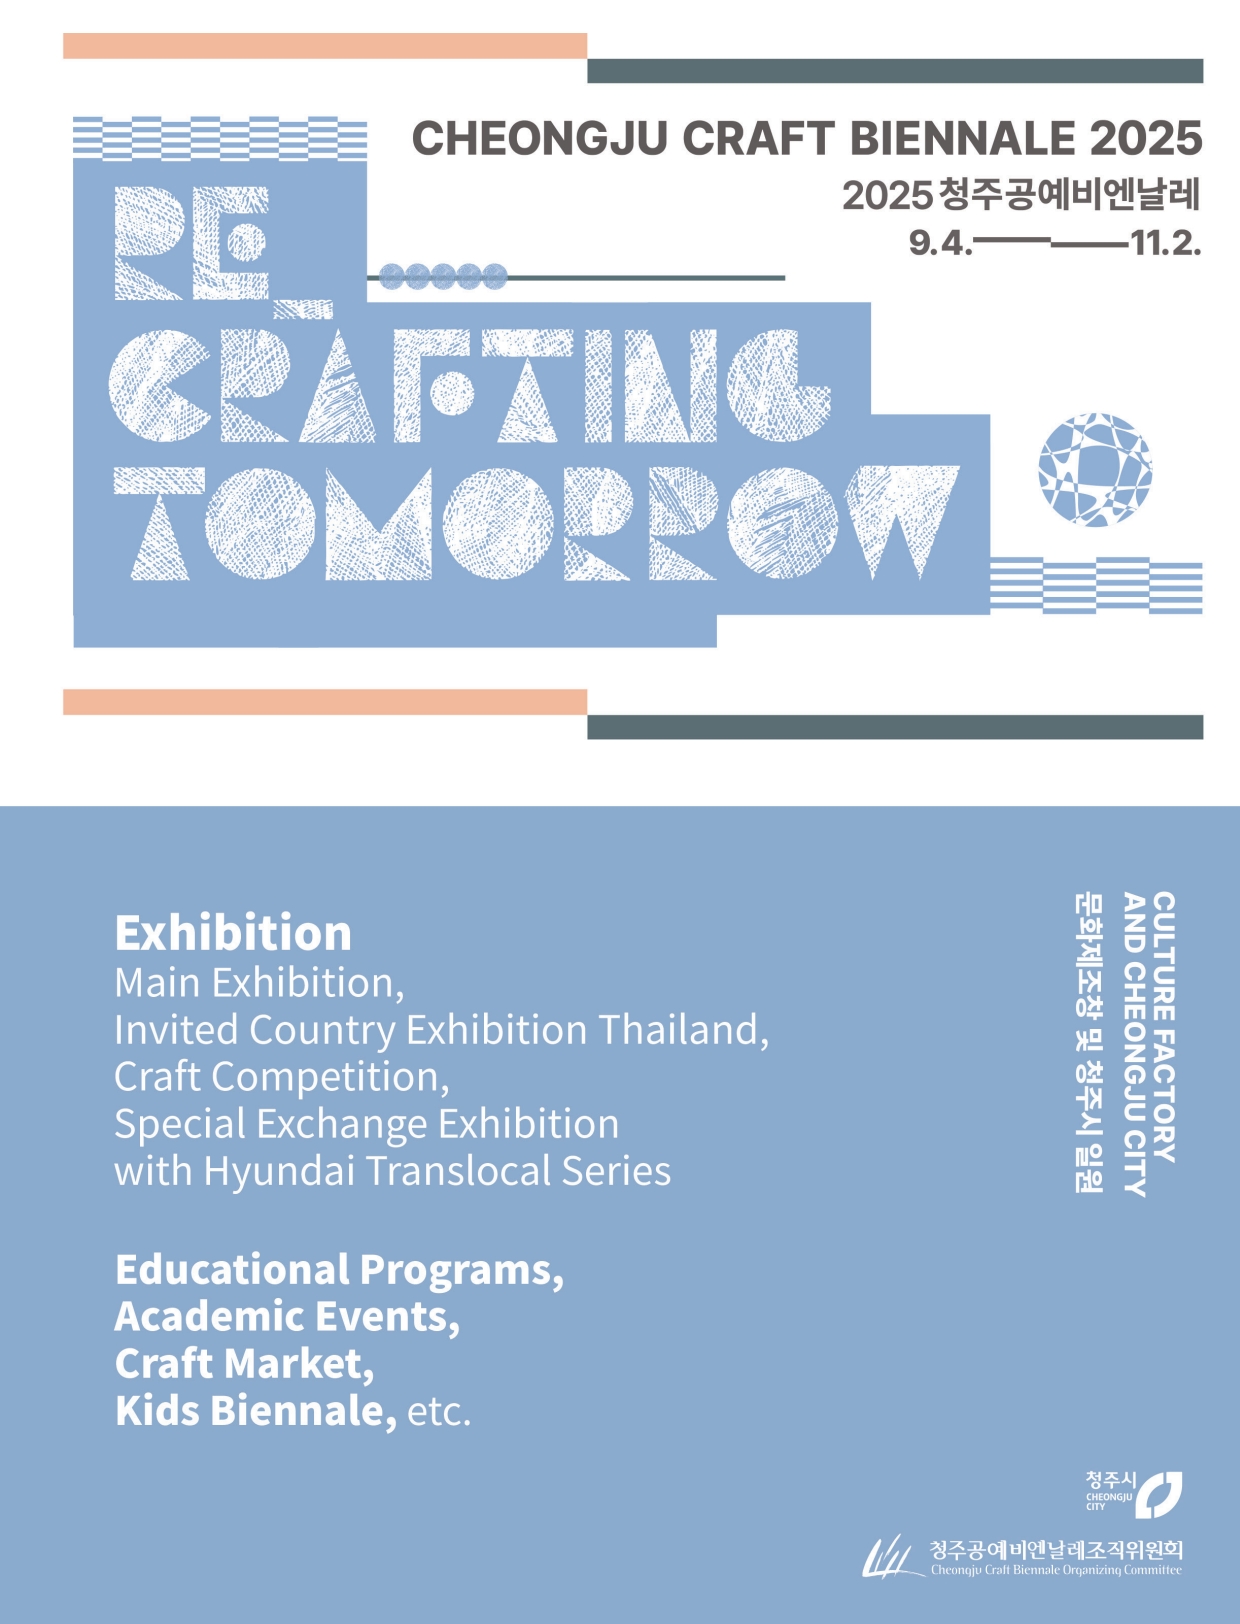 CHEONGJU CRAFT BIENNALE 2025
2025 청주공예비엔날레
9.4.——11.2.
RE_
CRAFTING
TOMORROW
Exhibition
Main Exhibition,
Invited Country Exhibition Thailand,
Craft Competition,
Special Exchange Exhibition
with Hyundai Translocal Series
Educational Programs,
Academic Events,
Craft Market,
Kids Biennale, etc.
CULTURE FACTORY
AND CHEONGJU CITY
문화제조창 및 청주시 일원
청주시
CHEONGJU
CITY
청주공예비엔날레조직위원회
Cheongju Craft Biennale Organizing Committee